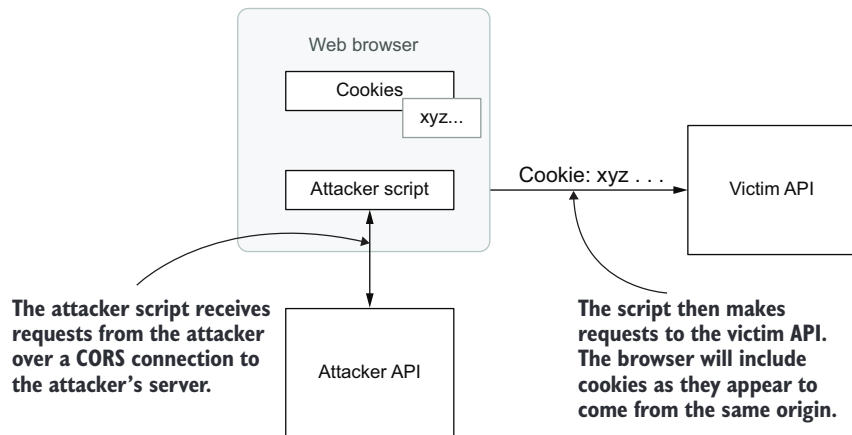 Web browser
Cookies
xyz...
Attacker script
Cookie: xyz . . .
Victim API
The attacker script receives
requests from the attacker
over a CORS connection to
the attacker’s server.
Attacker API
The script then makes
requests to the victim API.
The browser will include
cookies as they appear to
come from the same origin.